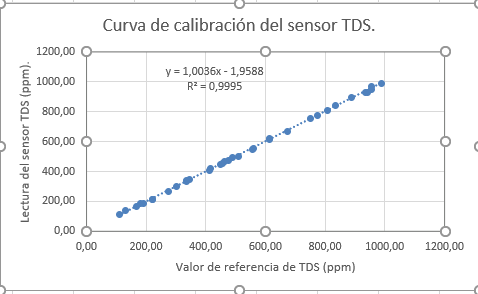 Curva de calibración del sensor TDS.
y = 1,0036x - 1,9588
R² = 0,9995
Lectura del sensor TDS (ppm).
1200,00
1000,00
800,00
600,00
400,00
200,00
0,00
0,00 200,00 400,00 600,00 800,00 1000,00 1200,00
Valor de referencia de TDS (ppm)